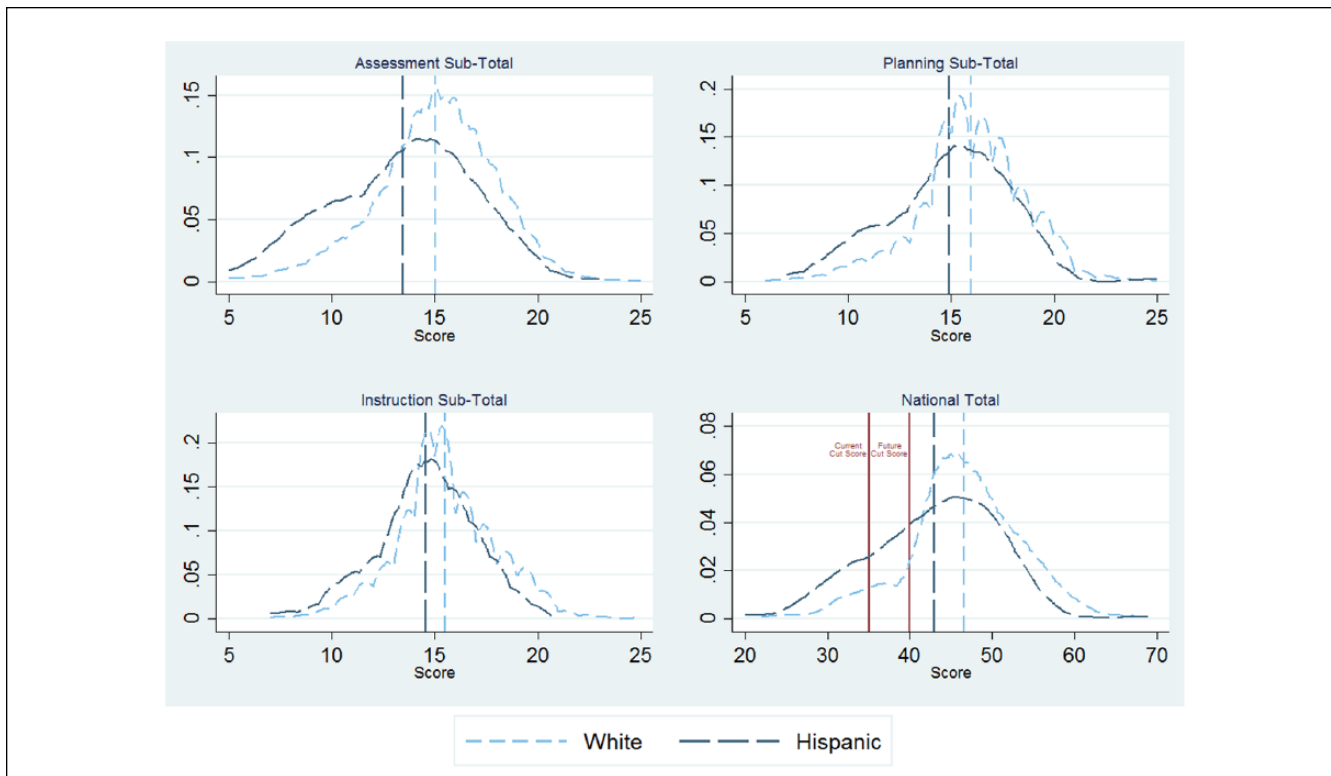 Assessment Sub-Total
.15
.1
.05
0
5 10 15 20 25
Score
Planning Sub-Total
.2
.15
.1
.05
0
5 10 15 20 25
Score
Instruction Sub-Total
.2
.15
.1
.05
0
5 10 15 20 25
Score
National Total
.08
.06
.04
.02
0
Current Future
Cut Score Cut Score
20 30 40 50 60 70
Score
White Hispanic